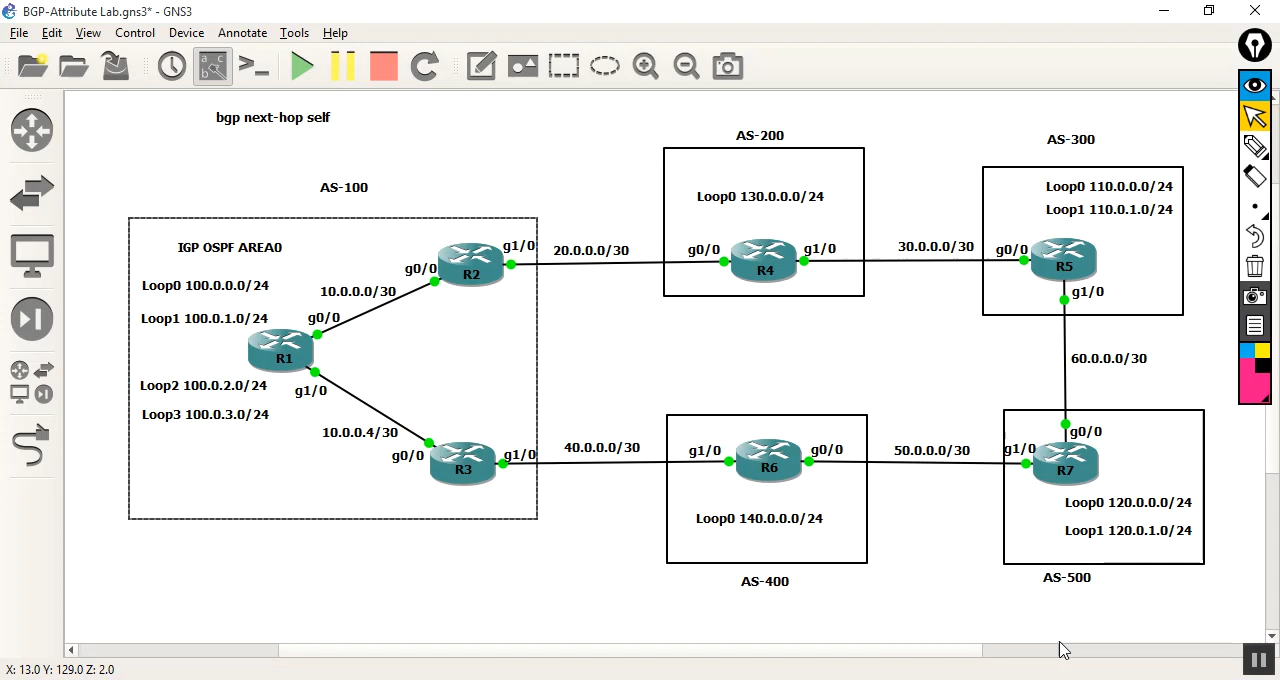 BGP-Attribute Lab.gns3* - GNS3
File Edit View Control Device Annotate Tools Help
bgp next-hop self
AS-100
AS-200
AS-300
IGP OSPF AREA0
Loop0 100.0.0.0/24
Loop1 100.0.1.0/24
Loop2 100.0.2.0/24
Loop3 100.0.3.0/24
R1
g0/0
g1/0
10.0.0.0/30
10.0.0.4/30
g0/0
R2
g1/0
20.0.0.0/30
g0/0
R3
g1/0
40.0.0.0/30
Loop0 130.0.0.0/24
g0/0
R4
g1/0
30.0.0.0/30
Loop0 110.0.0.0/24
Loop1 110.0.1.0/24
g0/0
R5
g1/0
60.0.0.0/30
g1/0
R6
g0/0
Loop0 140.0.0.0/24
AS-400
50.0.0.0/30
g0/0
g1/0
R7
Loop0 120.0.0.0/24
Loop1 120.0.1.0/24
AS-500
X: 13.0 Y: 129.0 Z: 2.0